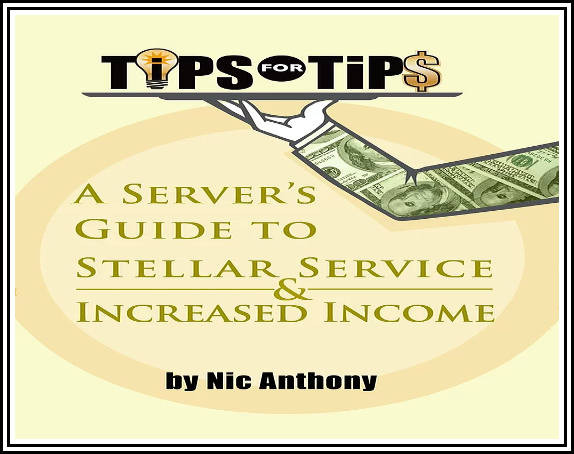 TiPS FOR TiP$
A SERVER'S
GUIDE TO
STELLAR SERVICE
&
INCREASED INCOME
by Nic Anthony